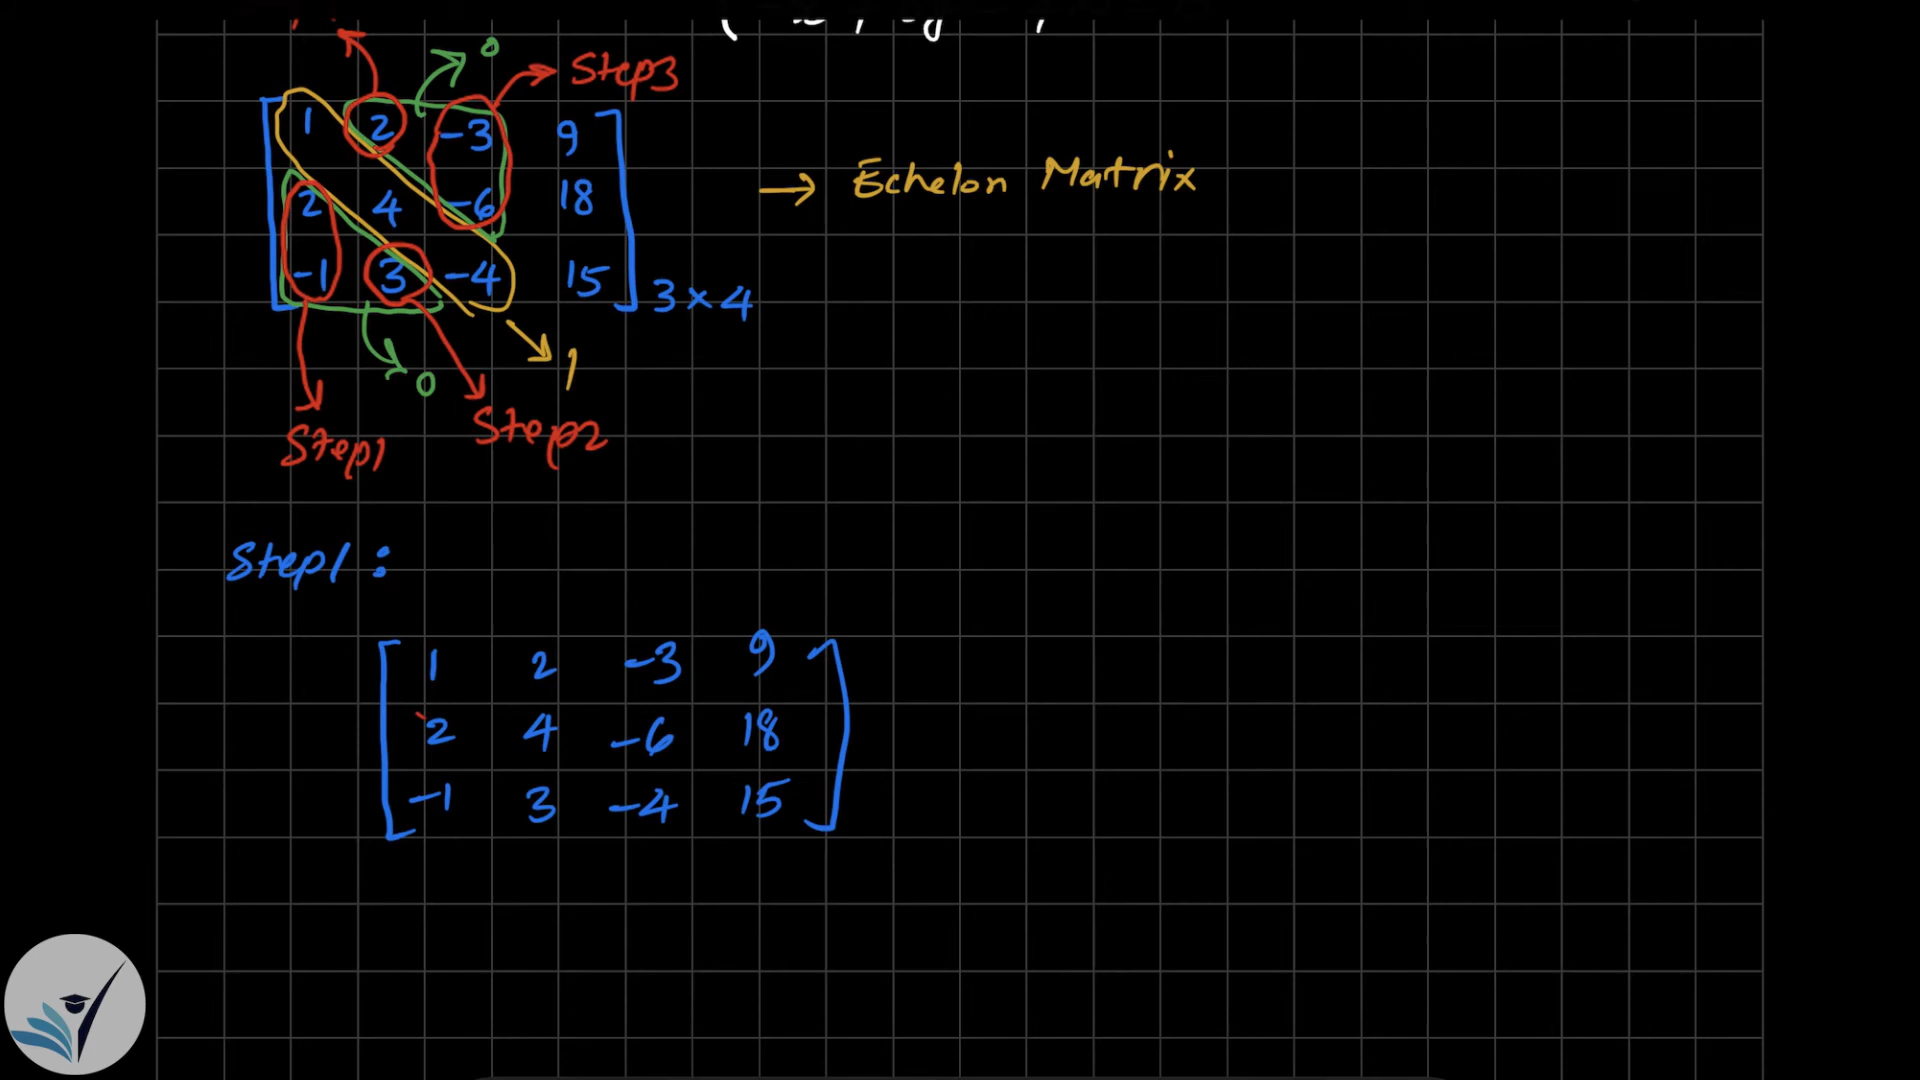 0
Step3
1 2 -3 9
2 4 -6 18
-1 3 -4 15
3 × 4
→ Echelon Matrix
1
0
Step1
Step2
Step1 :
1 2 -3 9
2 4 -6 18
-1 3 -4 15